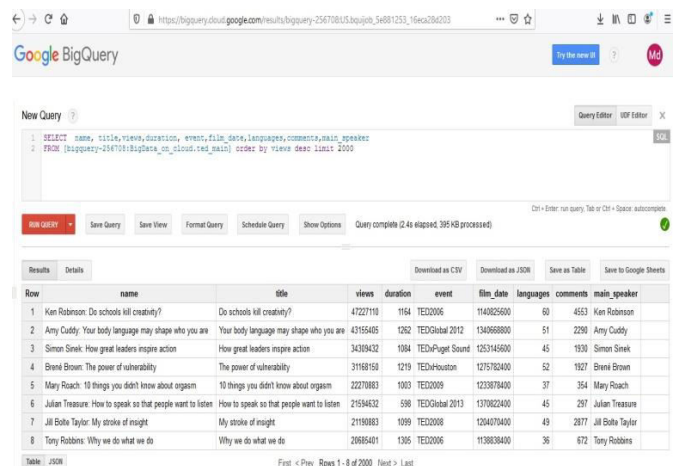 https://bigquery.cloud.google.com/results/bigquery-256708:US.bquijob_5e881253_16eca28d203
Google BigQuery
Try the new UI
?
Md
New Query ?
Query Editor UDF Editor X
1 SELECT name, title,views,duration, event,film_date,languages,comments,main_speaker
SQL
2 FROM [bigquery-256708:BigData_on_cloud.ted_main] order by views desc limit 2000
Ctrl + Enter: run query, Tab or Ctrl + Space: autocomplete.
RUN QUERY Save Query Save View Format Query Schedule Query Show Options Query complete (2.4s elapsed, 395 KB processed)
Results Details Download as CSV Download as JSON Save as Table Save to Google Sheets
Row name title views duration event film_date languages comments main_speaker
1 Ken Robinson: Do schools kill creativity? Do schools kill creativity? 47227110 1164 TED2006 1140825600 60 4553 Ken Robinson
2 Amy Cuddy: Your body language may shape who you are Your body language may shape who you are 43155405 1262 TEDGlobal 2012 1340668800 51 2290 Amy Cuddy
3 Simon Sinek: How great leaders inspire action How great leaders inspire action 34309432 1084 TEDxPuget Sound 1253145600 45 1930 Simon Sinek
4 Brené Brown: The power of vulnerability The power of vulnerability 31168150 1219 TEDxHouston 1275782400 52 1927 Brené Brown
5 Mary Roach: 10 things you didn't know about orgasm 10 things you didn't know about orgasm 22270883 1003 TED2009 1233878400 37 354 Mary Roach
6 Julian Treasure: How to speak so that people want to listen How to speak so that people want to listen 21594632 598 TEDGlobal 2013 1370822400 45 297 Julian Treasure
7 Jill Bolte Taylor: My stroke of insight My stroke of insight 21190883 1099 TED2008 1204070400 49 2877 Jill Bolte Taylor
8 Tony Robbins: Why we do what we do Why we do what we do 20685401 1305 TED2006 1138838400 36 672 Tony Robbins
Table JSON First < Prev Rows 1 - 8 of 2000 Next > Last